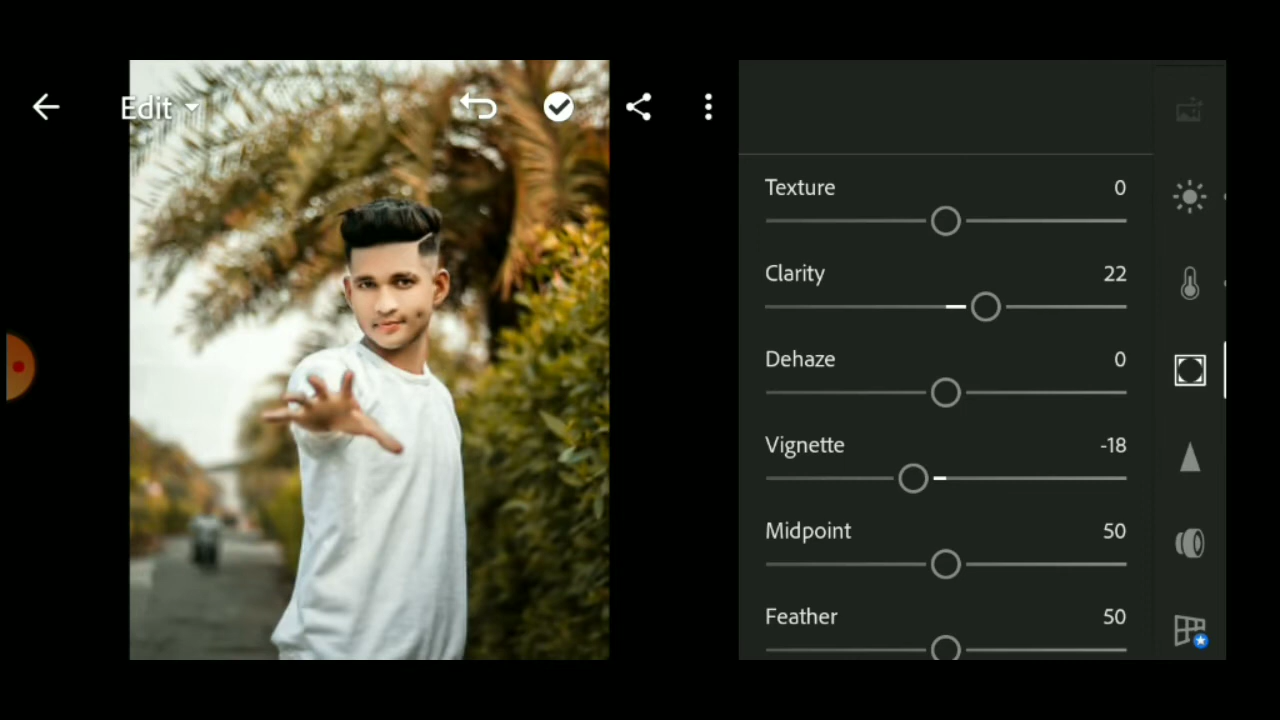 Edit
Texture 0
Clarity 22
Dehaze 0
Vignette -18
Midpoint 50
Feather 50